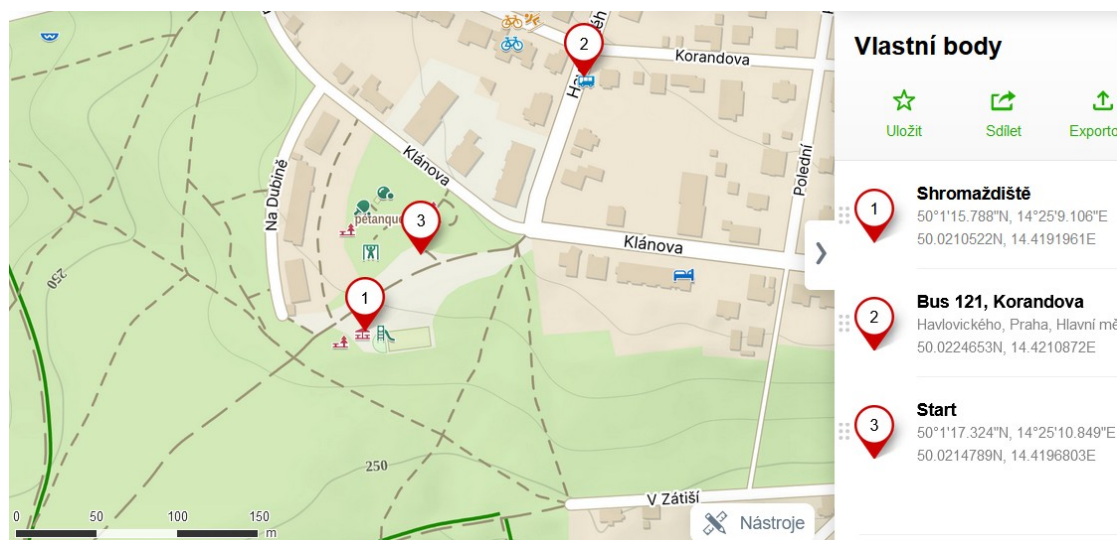 2
Korandova
Klánova
Na Dubině
Polední
pétanque
3
Klánova
1
250
250
V Zátiší
0 50 100 150
m
Nástroje
Vlastní body
Uložit
Sdílet
Exporto
1
Shromaždiště
50°1'15.788"N, 14°25'9.106"E
50.0210522N, 14.4191961E
2
Bus 121, Korandova
Havlovického, Praha, Hlavní mě
50.0224653N, 14.4210872E
3
Start
50°1'17.324"N, 14°25'10.849"E
50.0214789N, 14.4196803E